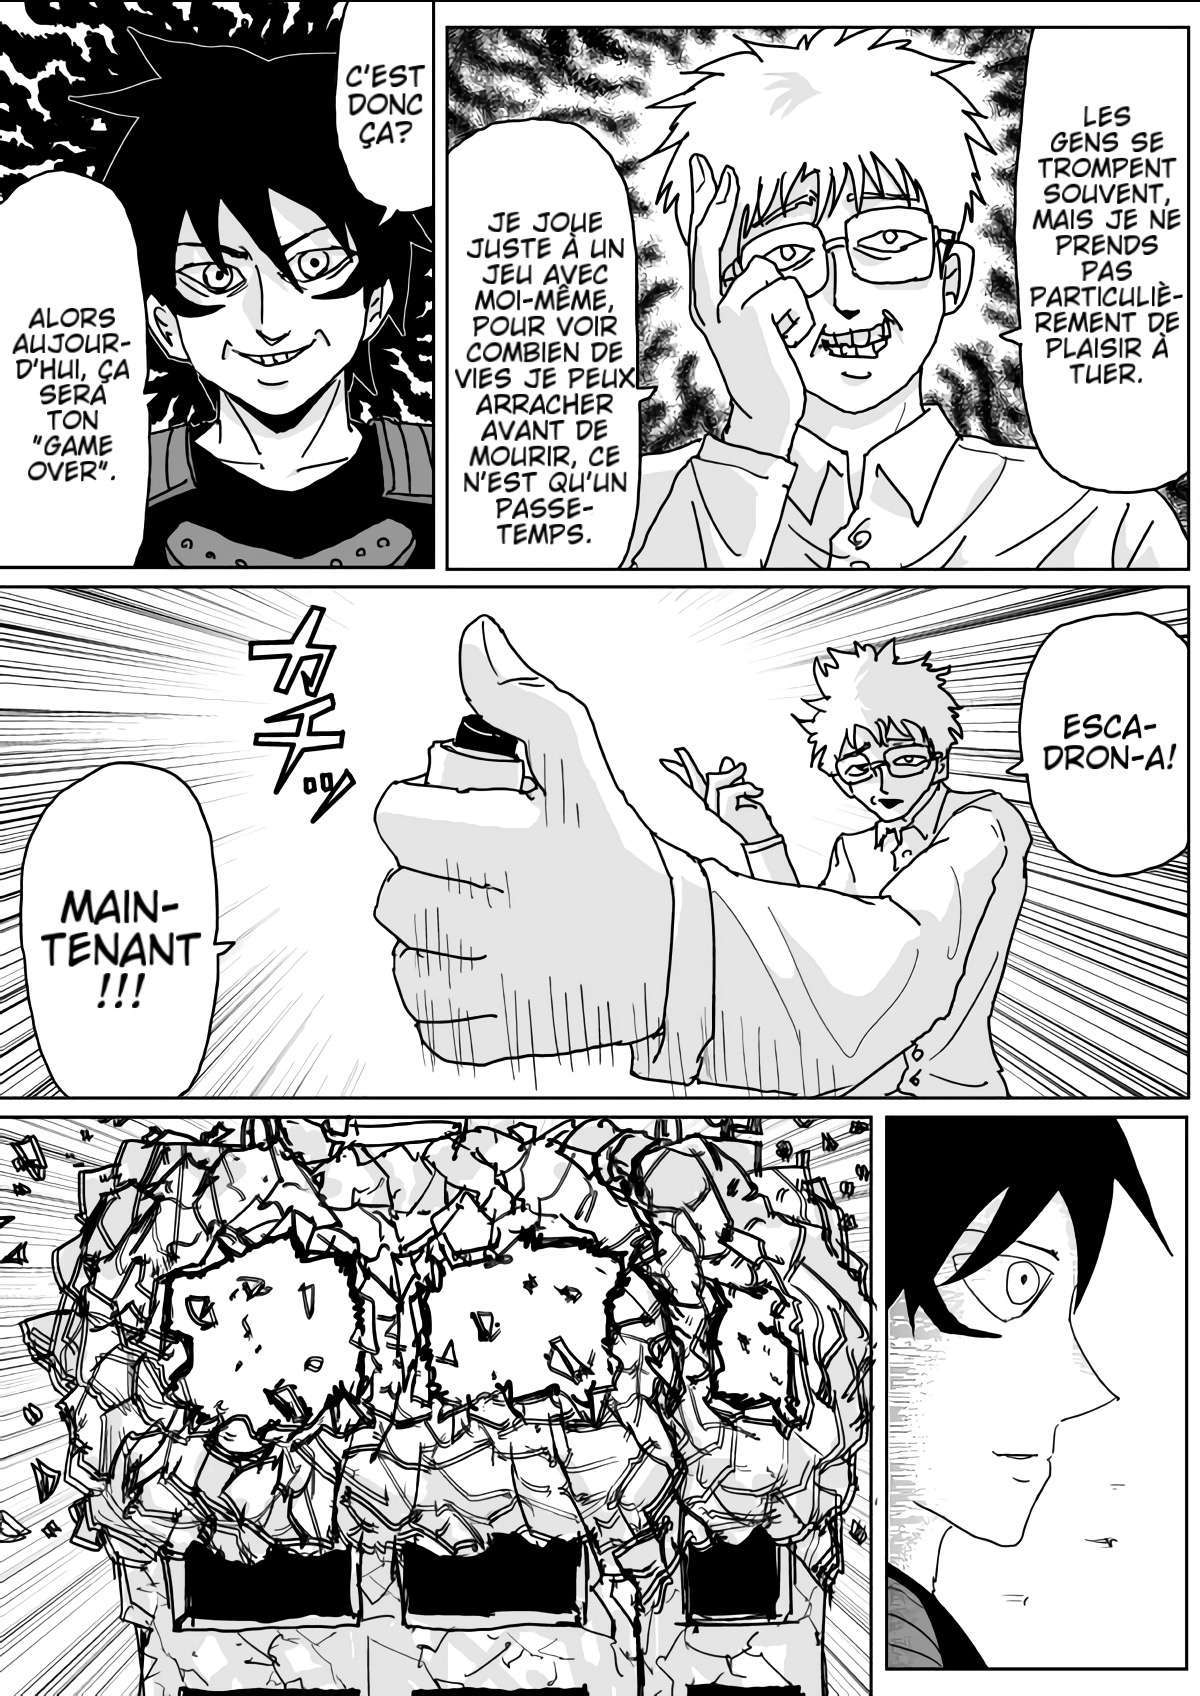 LES
GENS SE
TROMPENT
SOUVENT,
MAIS JE NE
PRENDS
PAS
PARTICULIÈ-
REMENT DE
PLAISIR À
TUER.
JE JOUE
JUSTE À UN
JEU AVEC
MOI-MÊME,
POUR VOIR
COMBIEN DE
VIES JE PEUX
ARRACHER
AVANT DE
MOURIR, CE
N'EST QU'UN
PASSE-
TEMPS.
C'EST
DONC
ÇA?
ALORS
AUJOUR-
D'HUI, ÇA
SERA
TON
"GAME
OVER".
ESCA-
DRON-A!
カチッ
MAIN-
TENANT
!!!